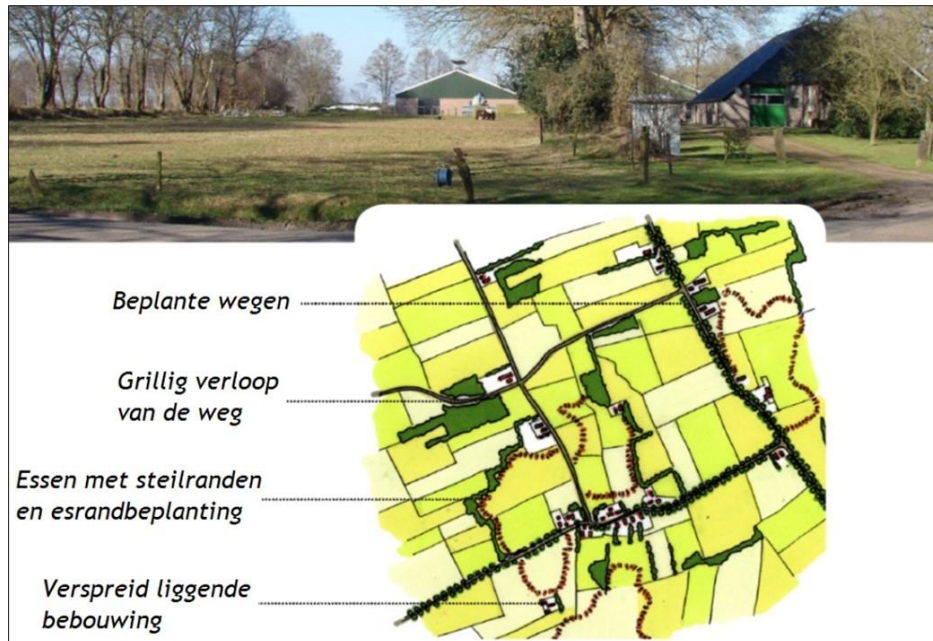 Beplante wegen
Grillig verloop
van de weg
Essen met steilranden
en esrandbeplanting
Verspreid liggende
bebouwing